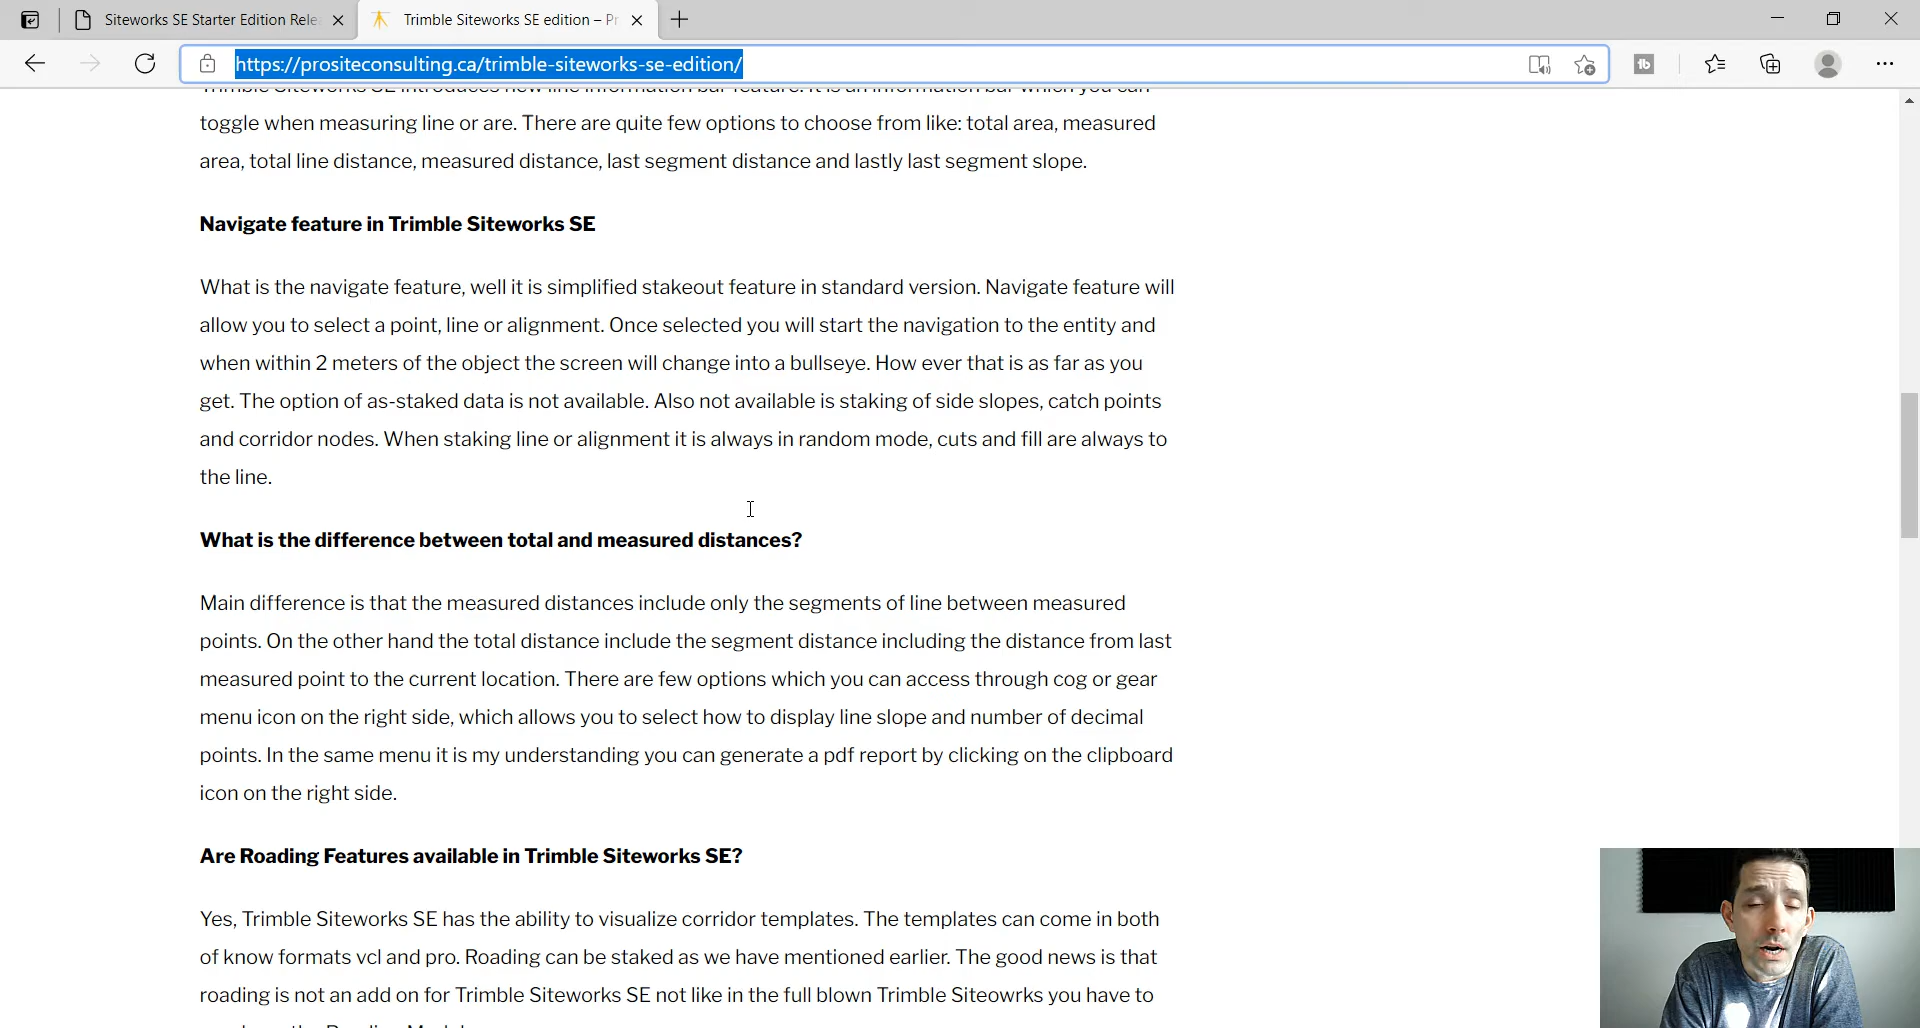 Siteworks SE Starter Edition Rele
Trimble Siteworks SE edition – Pr
https://prositeconsulting.ca/trimble-siteworks-se-edition/
Trimble Siteworks SE introduces new line information bar feature. It is an information bar which you can
toggle when measuring line or are. There are quite few options to choose from like: total area, measured
area, total line distance, measured distance, last segment distance and lastly last segment slope.
Navigate feature in Trimble Siteworks SE
What is the navigate feature, well it is simplified stakeout feature in standard version. Navigate feature will
allow you to select a point, line or alignment. Once selected you will start the navigation to the entity and
when within 2 meters of the object the screen will change into a bullseye. How ever that is as far as you
get. The option of as-staked data is not available. Also not available is staking of side slopes, catch points
and corridor nodes. When staking line or alignment it is always in random mode, cuts and fill are always to
the line.
What is the difference between total and measured distances?
Main difference is that the measured distances include only the segments of line between measured
points. On the other hand the total distance include the segment distance including the distance from last
measured point to the current location. There are few options which you can access through cog or gear
menu icon on the right side, which allows you to select how to display line slope and number of decimal
points. In the same menu it is my understanding you can generate a pdf report by clicking on the clipboard
icon on the right side.
Are Roading Features available in Trimble Siteworks SE?
Yes, Trimble Siteworks SE has the ability to visualize corridor templates. The templates can come in both
of know formats vcl and pro. Roading can be staked as we have mentioned earlier. The good news is that
roading is not an add on for Trimble Siteworks SE not like in the full blown Trimble Siteowrks you have to